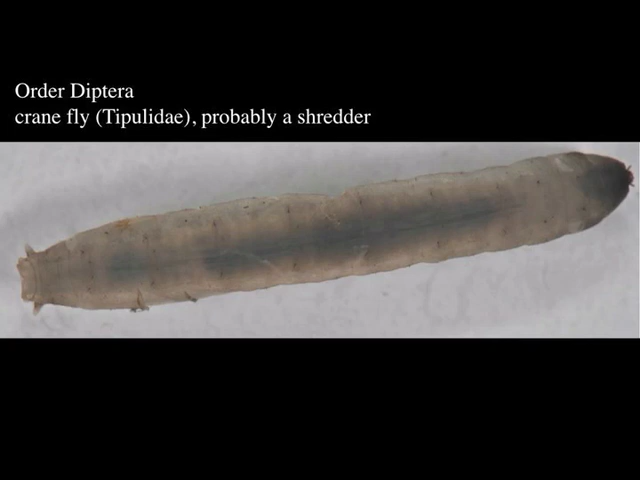 Order Diptera
crane fly (Tipulidae), probably a shredder